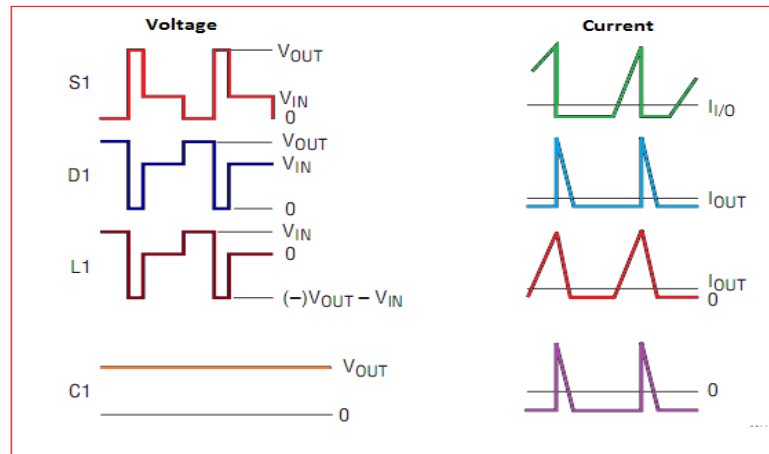 Voltage
Current
S1
VOUT
VIN
0
II/O
D1
VOUT
VIN
0
IOUT
L1
VIN
0
(–)VOUT – VIN
IOUT
0
C1
VOUT
0
0